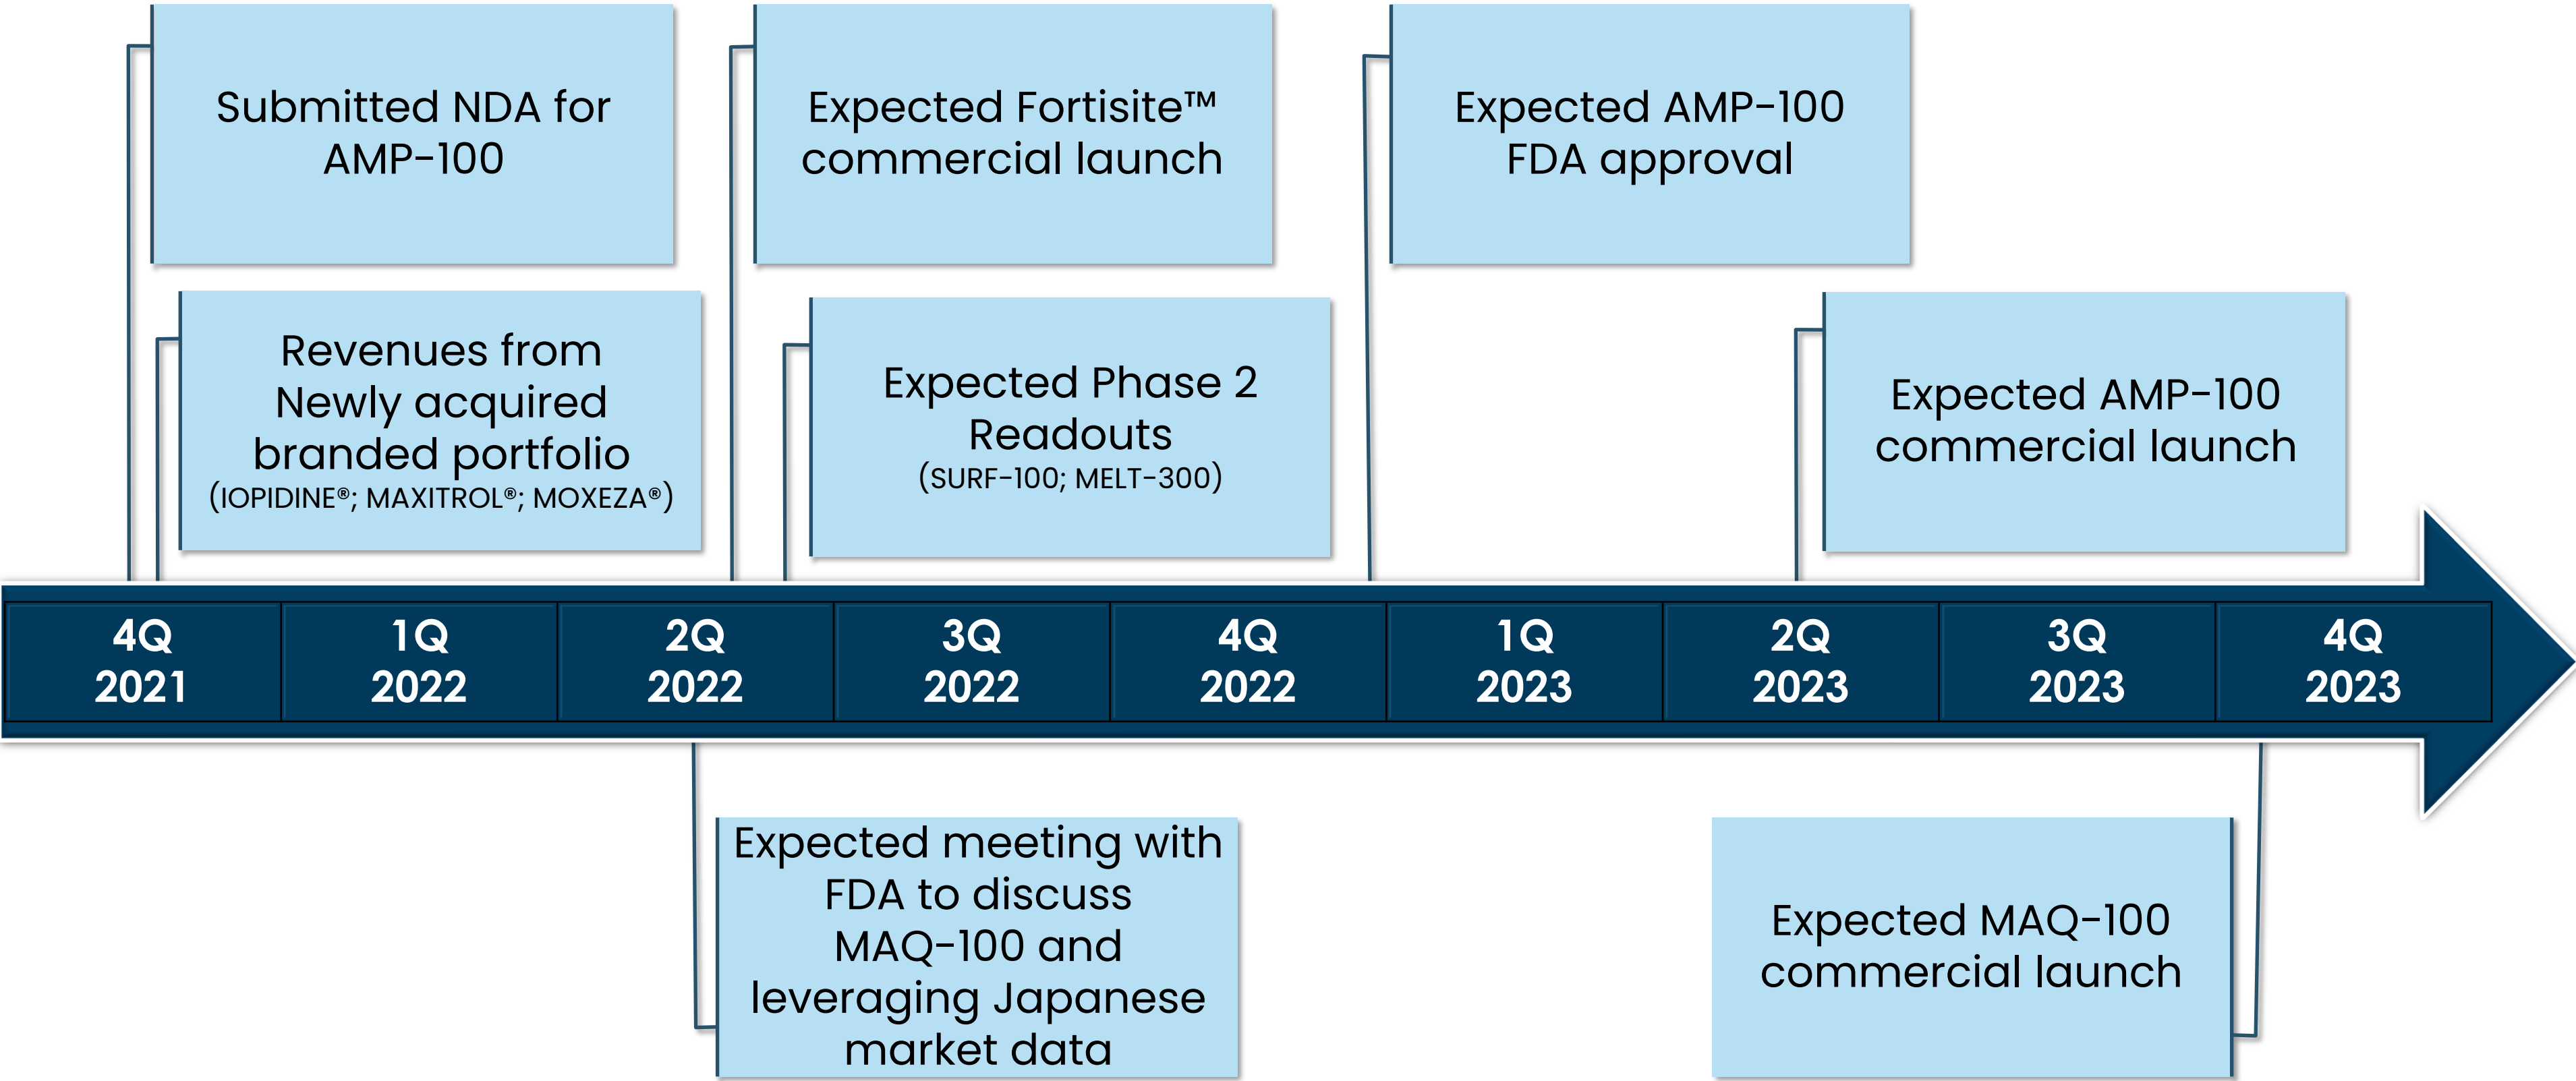 Submitted NDA for
AMP-100
Expected Fortisite™
commercial launch
Expected AMP-100
FDA approval
Revenues from
Newly acquired
branded portfolio
(IOPIDINE®; MAXITROL®; MOXEZA®)
Expected Phase 2
Readouts
(SURF-100; MELT-300)
Expected AMP-100
commercial launch
4Q
2021
1Q
2022
2Q
2022
3Q
2022
4Q
2022
1Q
2023
2Q
2023
3Q
2023
4Q
2023
Expected meeting with
FDA to discuss
MAQ-100 and
leveraging Japanese
market data
Expected MAQ-100
commercial launch